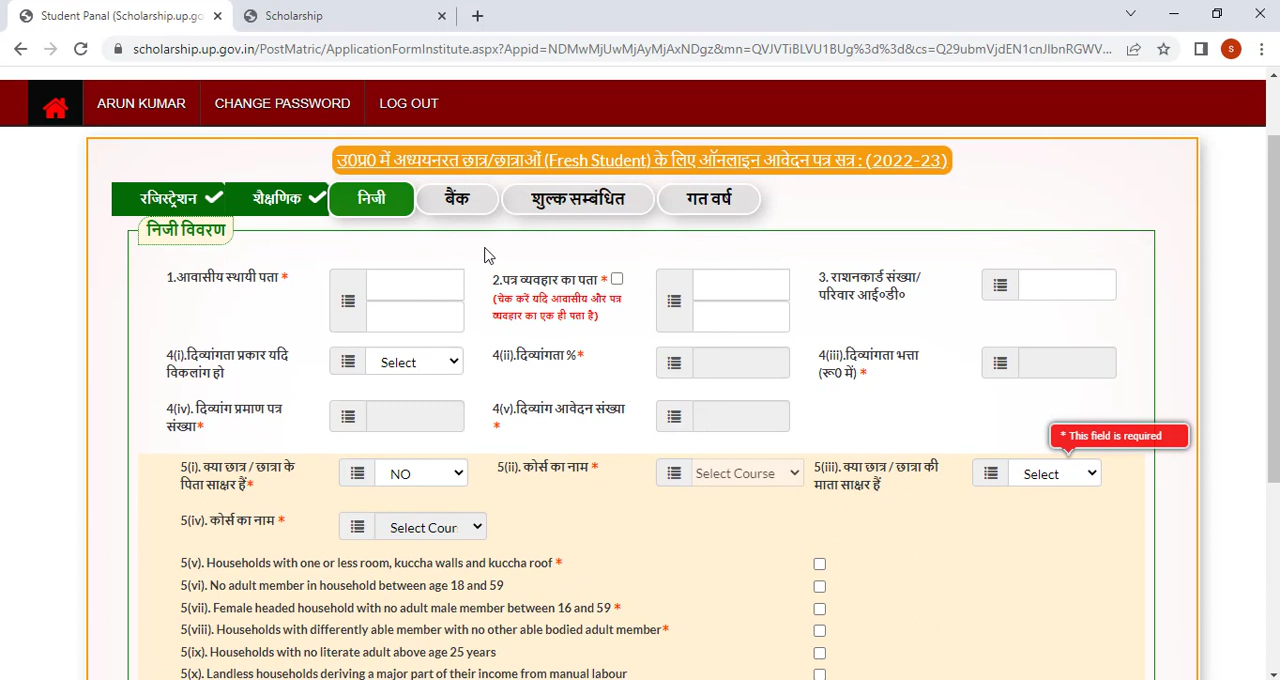 Student Panal (Scholarship.up.go
Scholarship
scholarship.up.gov.in/PostMatric/ApplicationFormInstitute.aspx?Appid=NDMwMjUwMjAyMjAxNDgz&mn=QVJVTiBLVU1BUg%3d%3d&cs=Q29ubmVjdEN1cnJlbnRGWV...
S
ARUN KUMAR
CHANGE PASSWORD
LOG OUT
उ0प्र0 में अध्ययनरत छात्र/छात्राओं (Fresh Student) के लिए ऑनलाइन आवेदन पत्र सत्र : (2022-23)
रजिस्ट्रेशन
शैक्षणिक
निजी
बैंक
शुल्क सम्बंधित
गत वर्ष
निजी विवरण
1.आवासीय स्थायी पता *
2.पत्र व्यवहार का पता *
(चेक करें यदि आवासीय और पत्र
व्यवहार का एक ही पता है)
3. राशनकार्ड संख्या/
परिवार आई०डी०
4(i).दिव्यांगता प्रकार यदि
विकलांग हो
Select
4(ii).दिव्यांगता %*
4(iii).दिव्यांगता भत्ता
(रू0 में) *
4(iv). दिव्यांग प्रमाण पत्र
संख्या*
4(v).दिव्यांग आवेदन संख्या
*
* This field is required
5(i). क्या छात्र / छात्रा के
पिता साक्षर हैं*
NO
5(ii). कोर्स का नाम *
Select Course
5(iii). क्या छात्र / छात्रा की
माता साक्षर हैं
Select
5(iv). कोर्स का नाम *
Select Cour
5(v). Households with one or less room, kuccha walls and kuccha roof *
5(vi). No adult member in household between age 18 and 59
5(vii). Female headed household with no adult male member between 16 and 59 *
5(viii). Households with differently able member with no other able bodied adult member*
5(ix). Households with no literate adult above age 25 years
5(x). Landless households deriving a major part of their income from manual labour